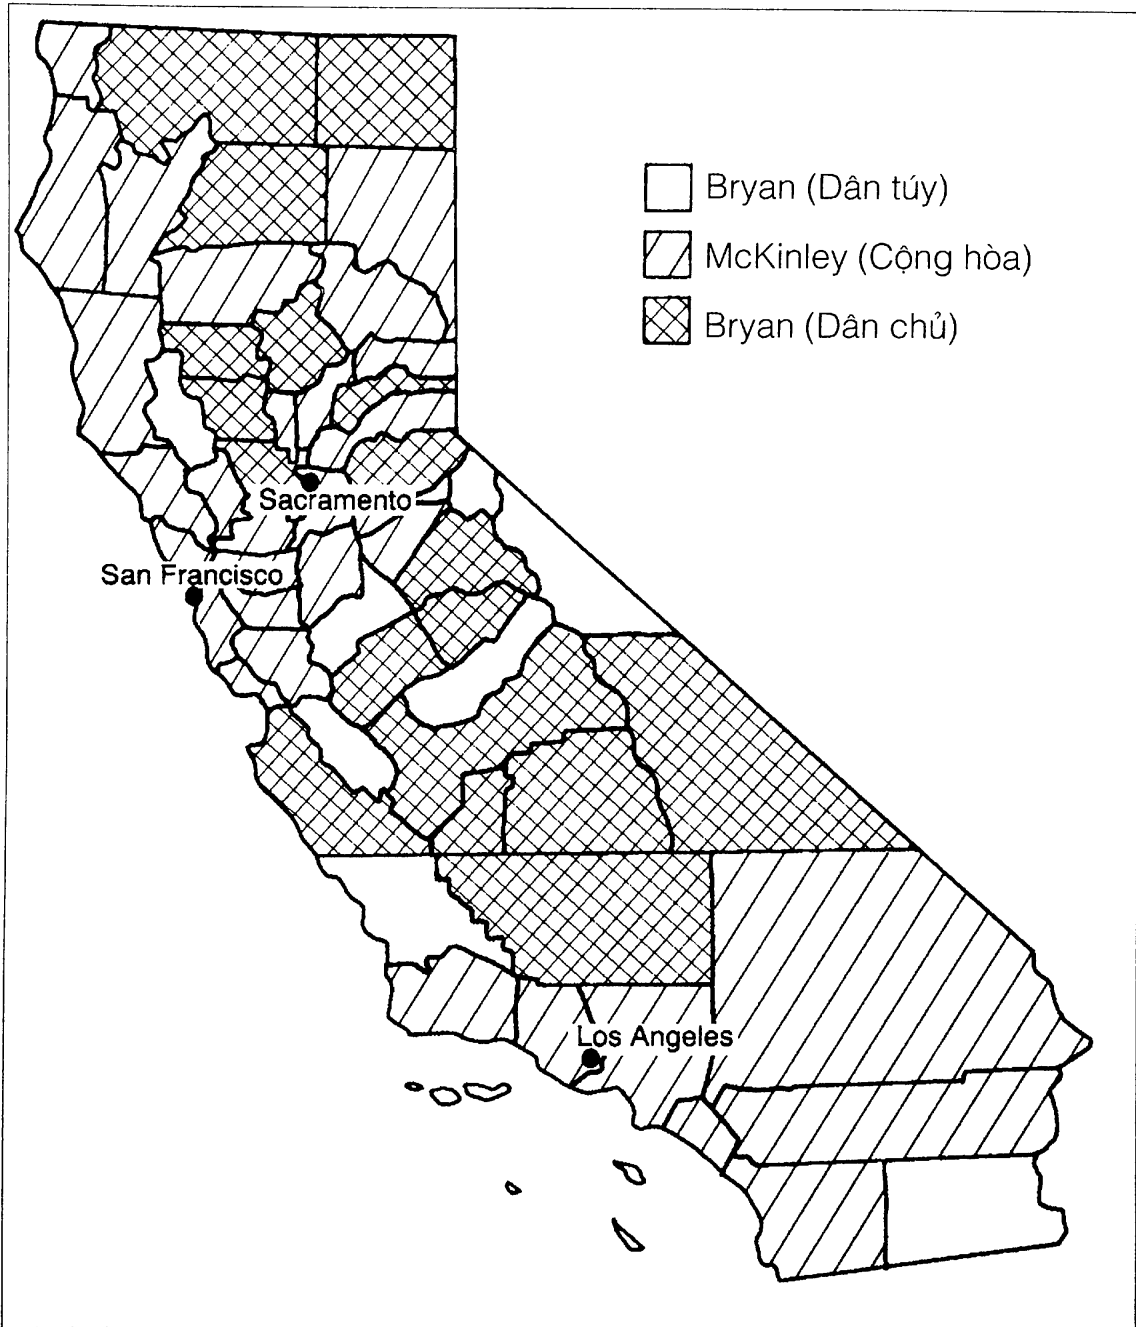 Bryan (Dân túy)
McKinley (Cộng hòa)
Bryan (Dân chủ)
Sacramento
San Francisco
Los Angeles